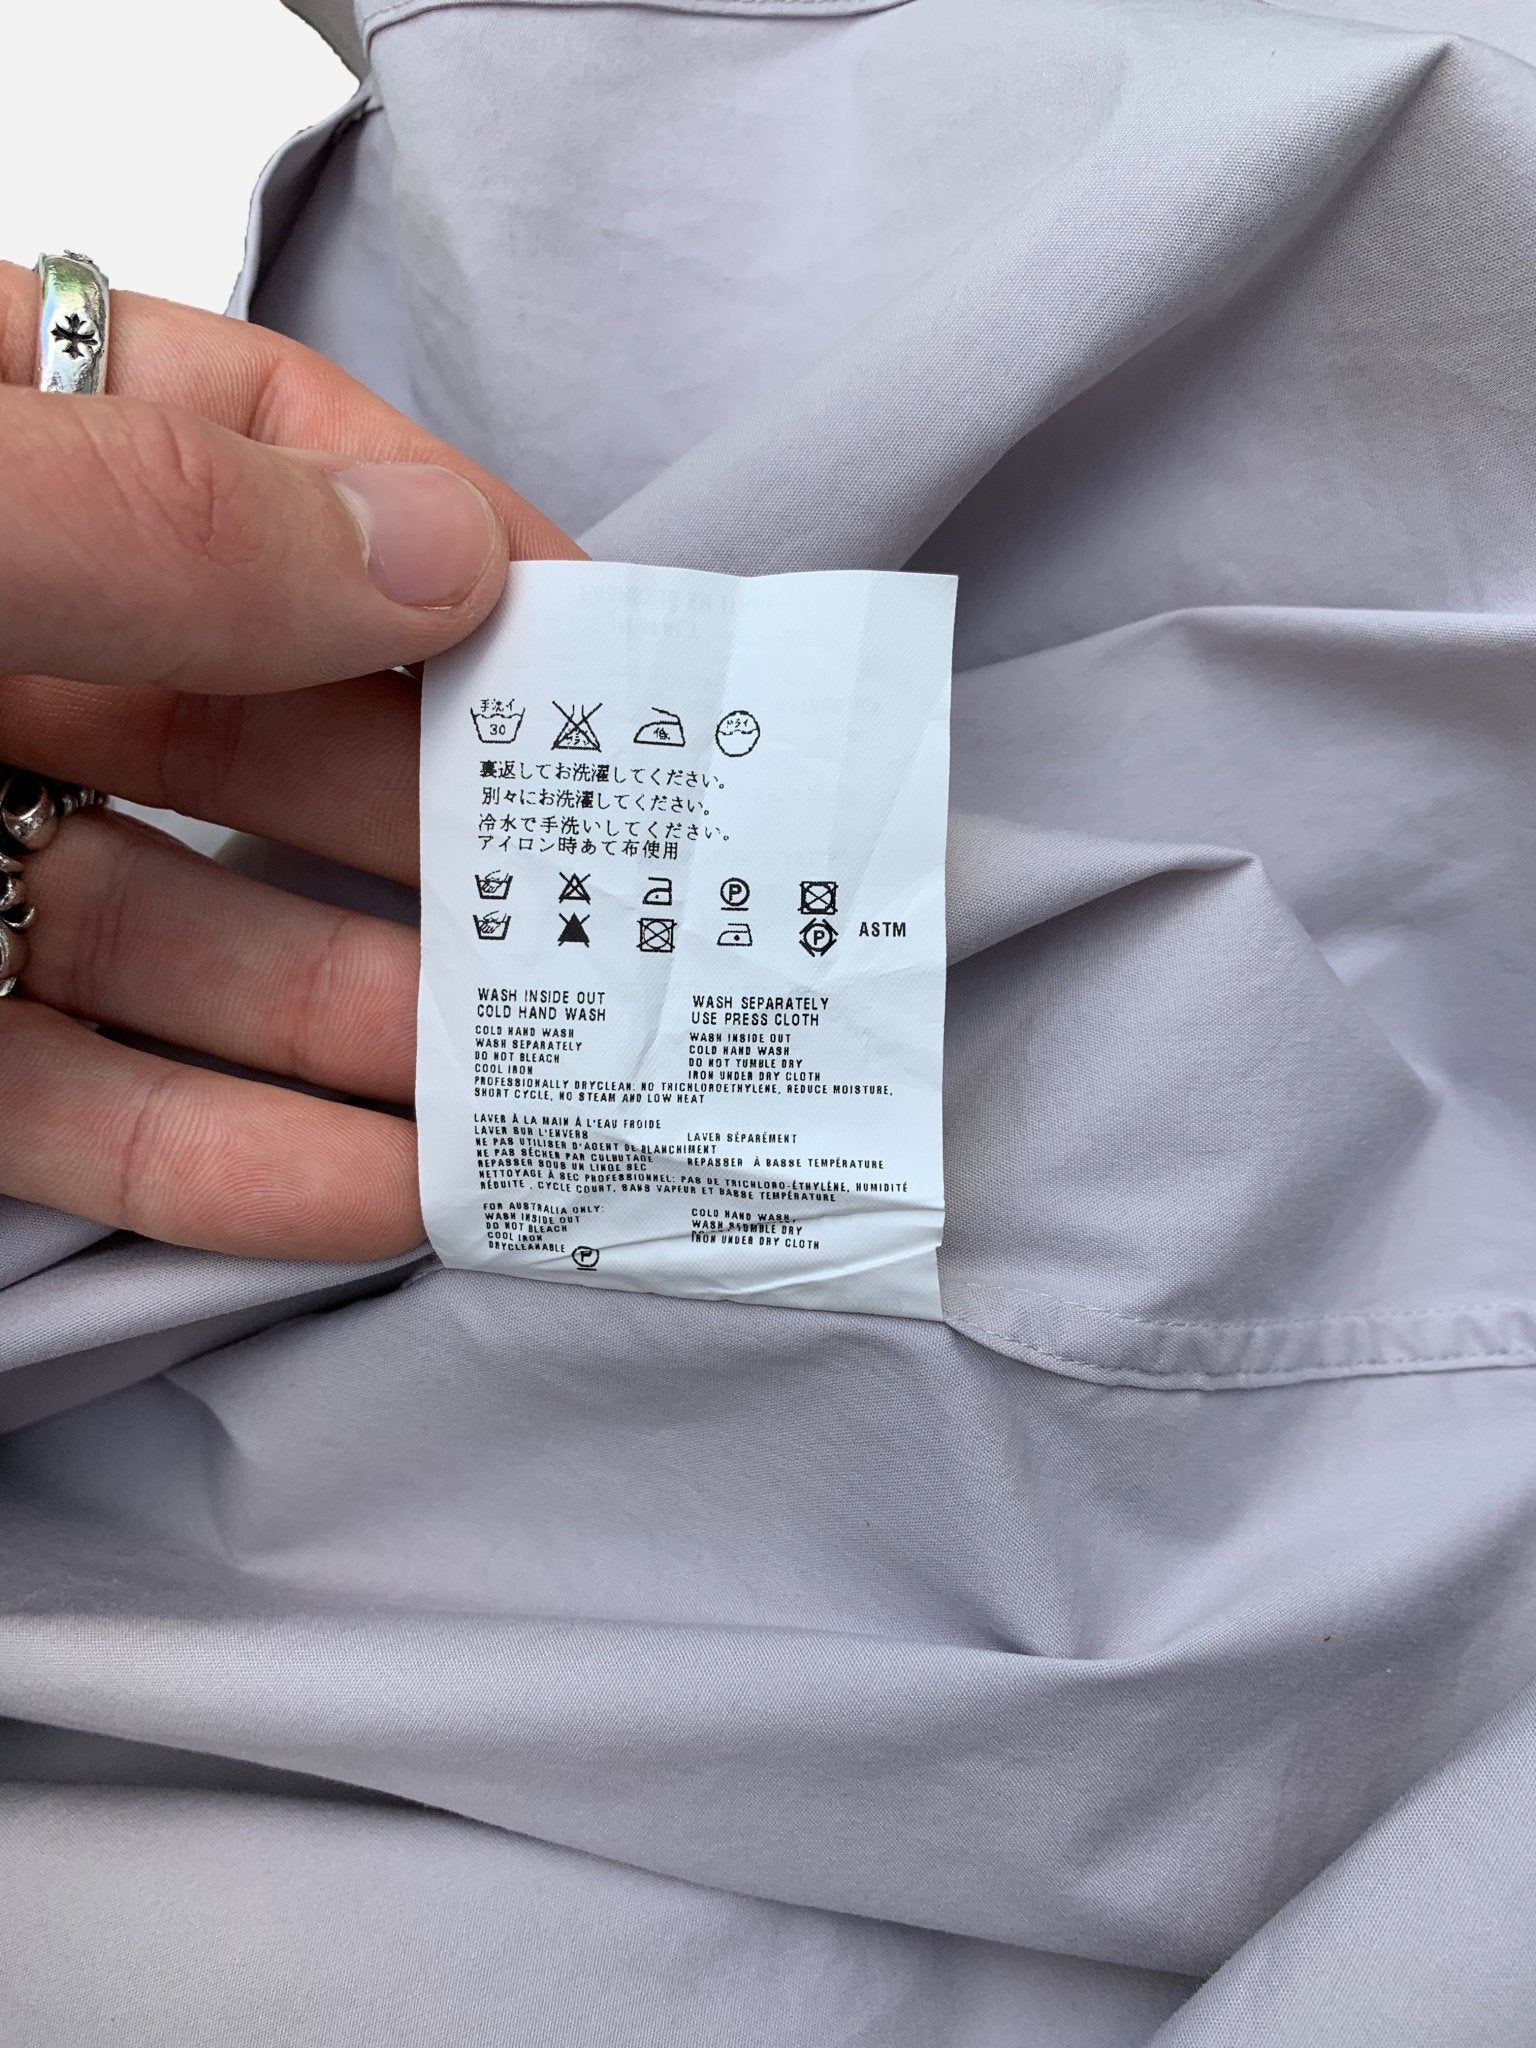 手洗イ
30
低
ドライ
裏返してお洗濯してください。
別々にお洗濯してください。
冷水で手洗いしてください。
アイロン時あて布使用
P
P ASTM
WASH INSIDE OUT
COLD HAND WASH
WASH SEPARATELY
USE PRESS CLOTH
COLD HAND WASH
WASH SEPARATELY
DO NOT BLEACH
COOL IRON
WASH INSIDE OUT
COLD HAND WASH
DO NOT TUMBLE DRY
IRON UNDER DRY CLOTH
PROFESSIONALLY DRYCLEAN: NO TRICHLOROETHYLENE, REDUCE MOISTURE,
SHORT CYCLE, NO STEAM AND LOW HEAT
LAVER À LA MAIN À L'EAU FROIDE
LAVER SUR L'ENVERS LAVER SÉPARÉMENT
NE PAS UTILISER D'AGENT DE BLANCHIMENT
NE PAS SÉCHER PAR CULBUTAGE
REPASSER SOUS UN LINGE SEC REPASSER À BASSE TEMPÉRATURE
NETTOYAGE À SEC PROFESSIONNEL: PAS DE TRICHLORO-ÉTHYLÈNE, HUMIDITÉ
RÉDUITE , CYCLE COURT, SANS VAPEUR ET BASSE TEMPÉRATURE
FOR AUSTRALIA ONLY:
WASH INSIDE OUT
DO NOT BLEACH
COOL IRON
DRYCLEANABLE P
COLD HAND WASH,
WASH DRY
IRON UNDER DRY CLOTH